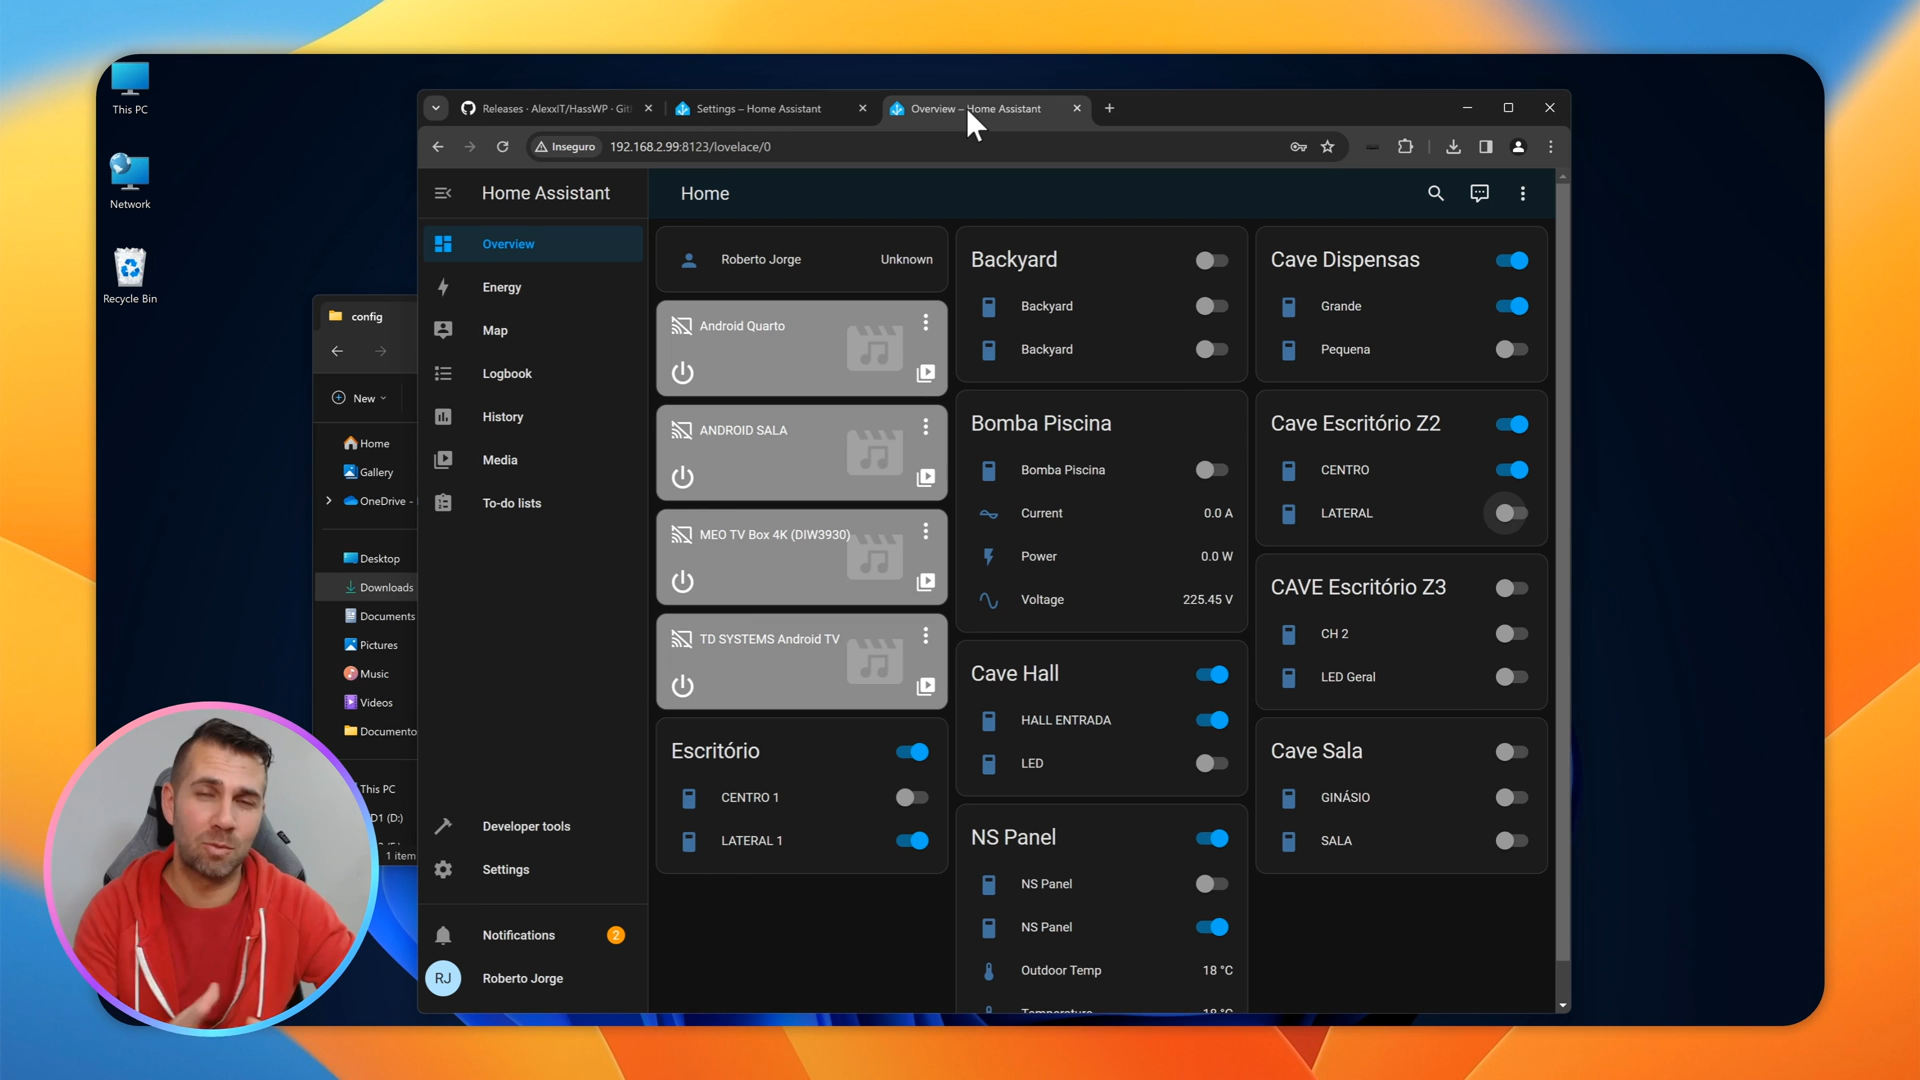 This PC
Network
Recycle Bin
config
New
Home
Gallery
OneDrive -
Desktop
Downloads
Documents
Pictures
Music
Videos
Documento
This PC
D1 (D:)
1 item
Releases · AlexxIT/HassWP · Git
Settings – Home Assistant
Overview – Home Assistant
Inseguro
192.168.2.99:8123/lovelace/0
Home Assistant
Home
Overview
Energy
Map
Logbook
History
Media
To-do lists
Developer tools
Settings
Notifications
2
RJ
Roberto Jorge
Roberto Jorge
Unknown
Android Quarto
ANDROID SALA
MEO TV Box 4K (DIW3930)
TD SYSTEMS Android TV
Escritório
CENTRO 1
LATERAL 1
Backyard
Backyard
Backyard
Bomba Piscina
Bomba Piscina
Current 0.0 A
Power 0.0 W
Voltage 225.45 V
Cave Hall
HALL ENTRADA
LED
NS Panel
NS Panel
NS Panel
Outdoor Temp 18 °C
Temperature 18 °C
Cave Dispensas
Grande
Pequena
Cave Escritório Z2
CENTRO
LATERAL
CAVE Escritório Z3
CH 2
LED Geral
Cave Sala
GINÁSIO
SALA